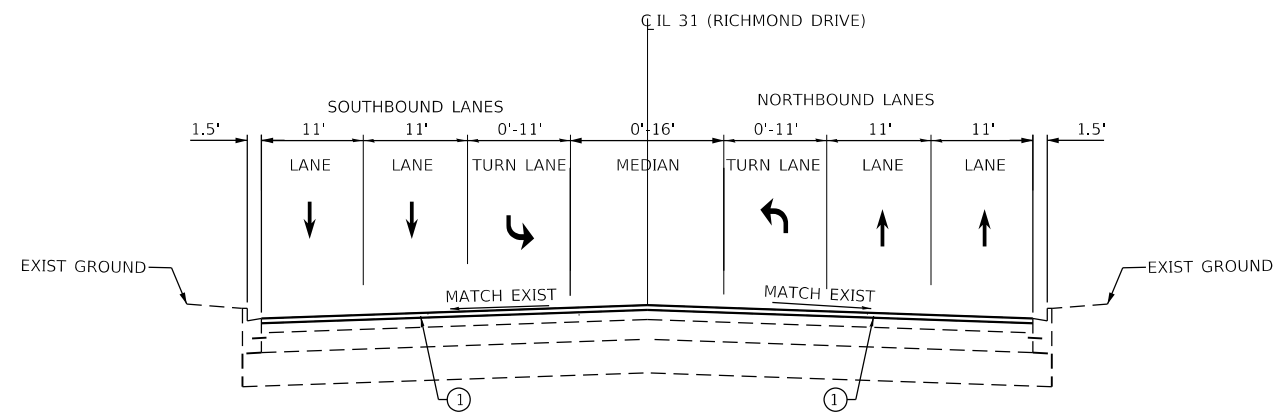 ℄ IL 31 (RICHMOND DRIVE)
SOUTHBOUND LANES NORTHBOUND LANES
1.5' 11' 11' 0'-11' 0'-16' 0'-11' 11' 11' 1.5'
LANE LANE TURN LANE MEDIAN TURN LANE LANE LANE
EXIST GROUND EXIST GROUND
MATCH EXIST MATCH EXIST
1 1